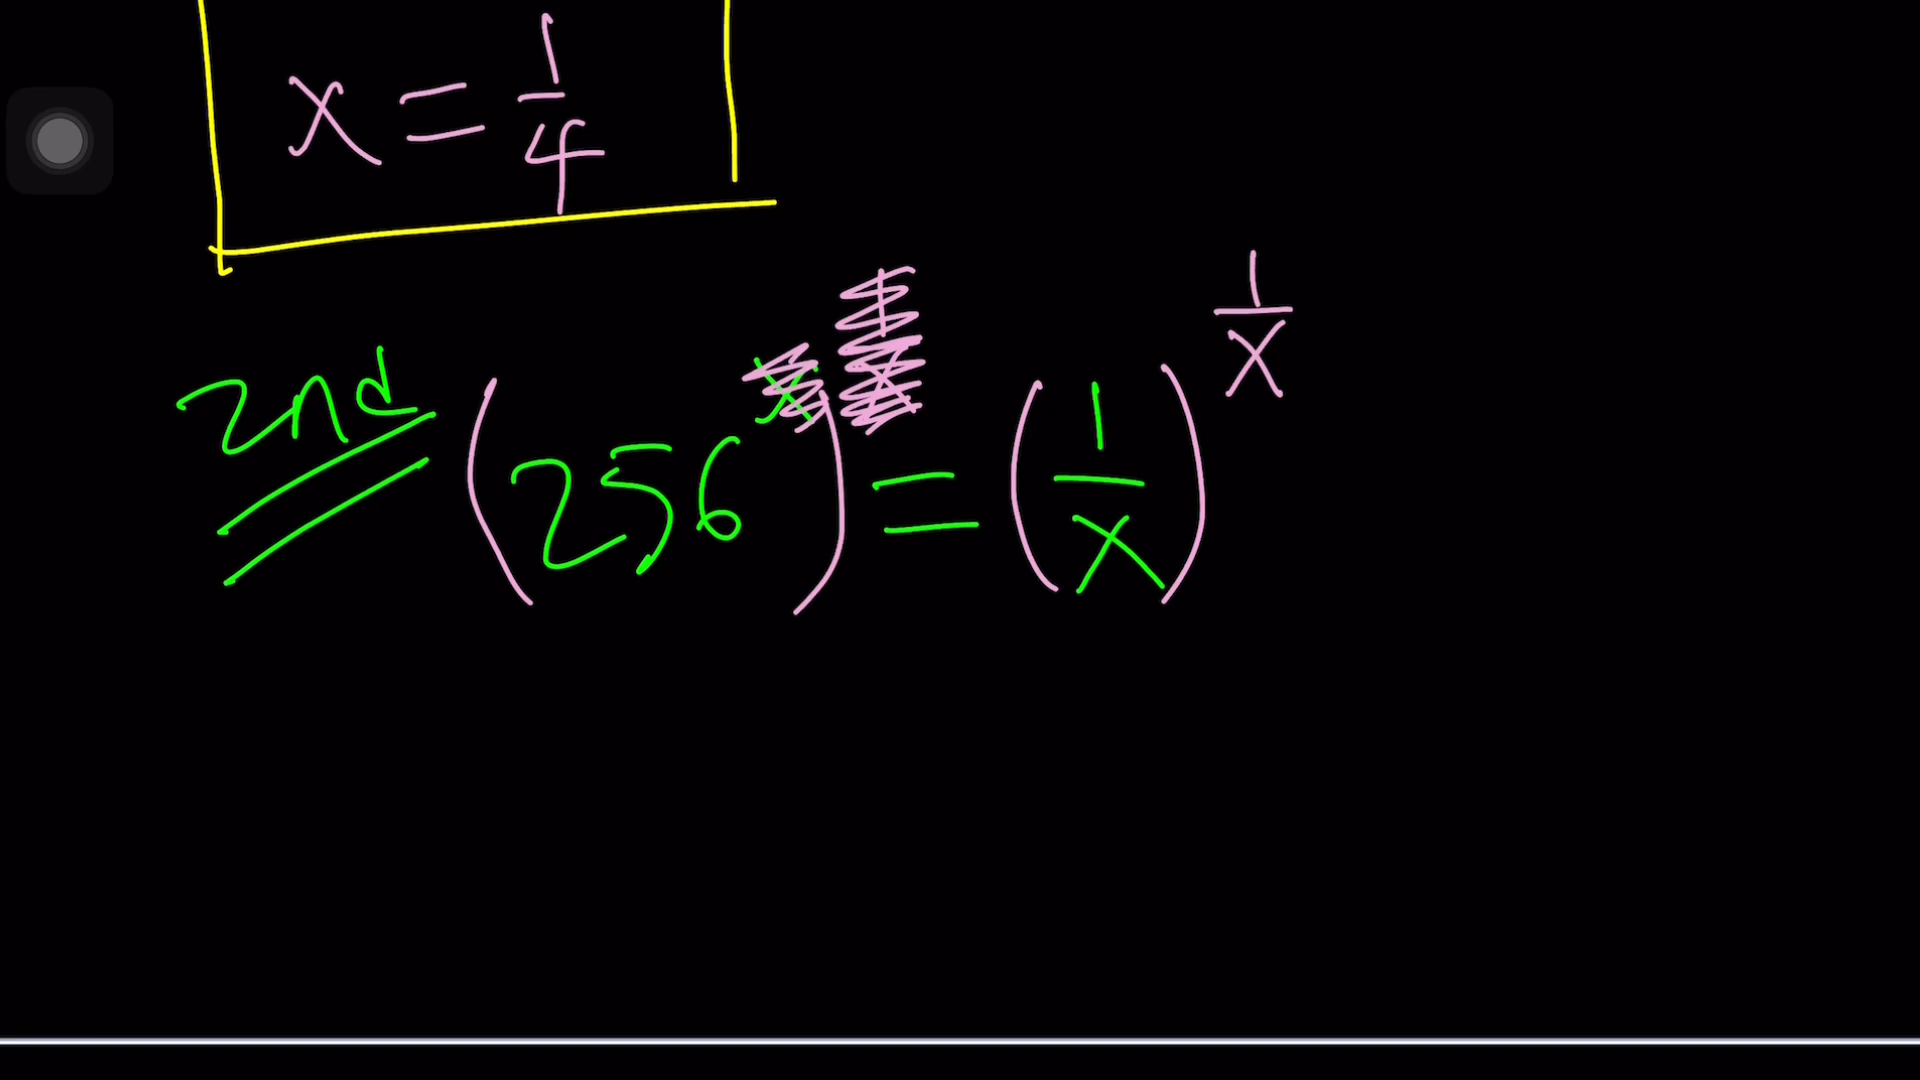 x = 1/4
2nd (256) = (1/x)^(1/x)